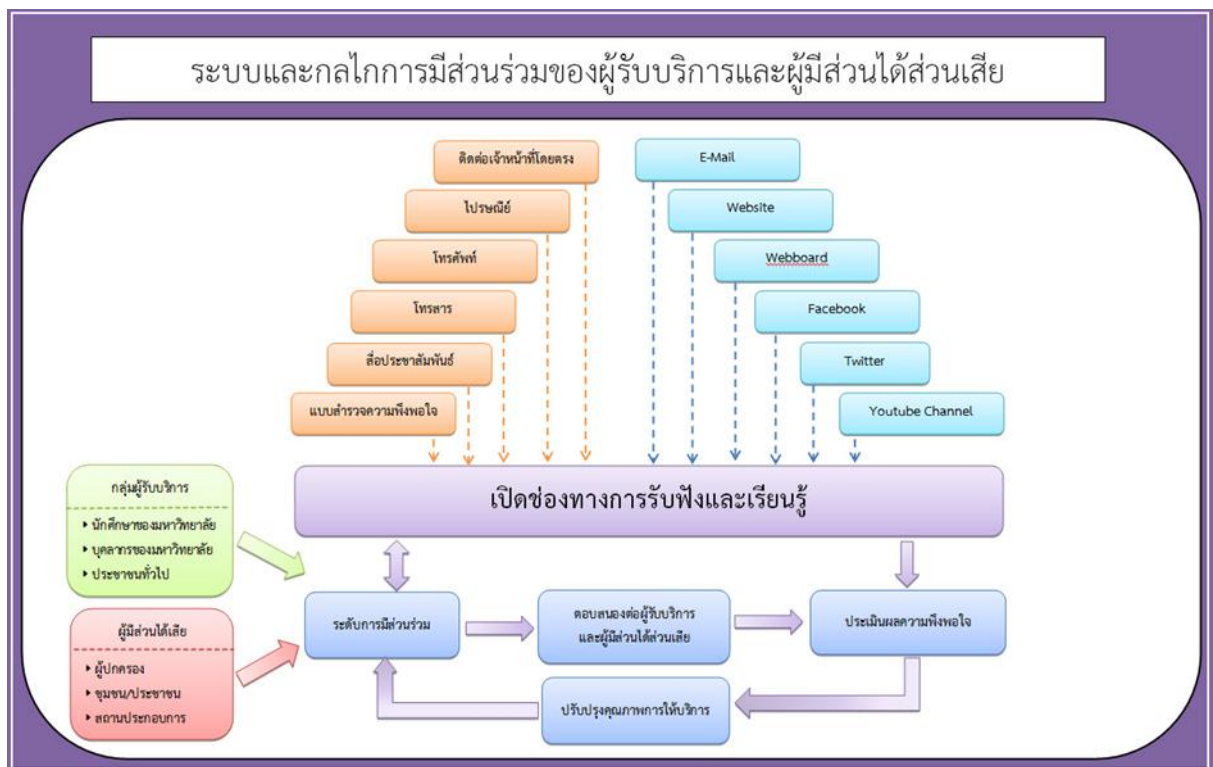 ระบบและกลไกการมีส่วนร่วมของผู้รับบริการและผู้มีส่วนได้ส่วนเสีย
ติดต่อเจ้าหน้าที่โดยตรง
ไปรษณีย์
โทรศัพท์
โทรสาร
สื่อประชาสัมพันธ์
แบบสำรวจความพึงพอใจ
E-Mail
Website
Webboard
Facebook
Twitter
Youtube Channel
เปิดช่องทางการรับฟังและเรียนรู้
กลุ่มผู้รับบริการ
นักศึกษาของมหาวิทยาลัย
บุคลากรของมหาวิทยาลัย
ประชาชนทั่วไป
ผู้มีส่วนได้เสีย
ผู้ปกครอง
ชุมชน/ประชาชน
สถานประกอบการ
ระดับการมีส่วนร่วม
ตอบสนองต่อผู้รับบริการ
และผู้มีส่วนได้ส่วนเสีย
ประเมินผลความพึงพอใจ
ปรับปรุงคุณภาพการให้บริการ